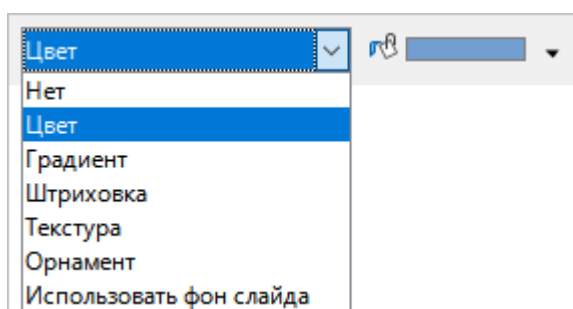 Цвет
Нет
Цвет
Градиент
Штриховка
Текстура
Орнамент
Использовать фон слайда